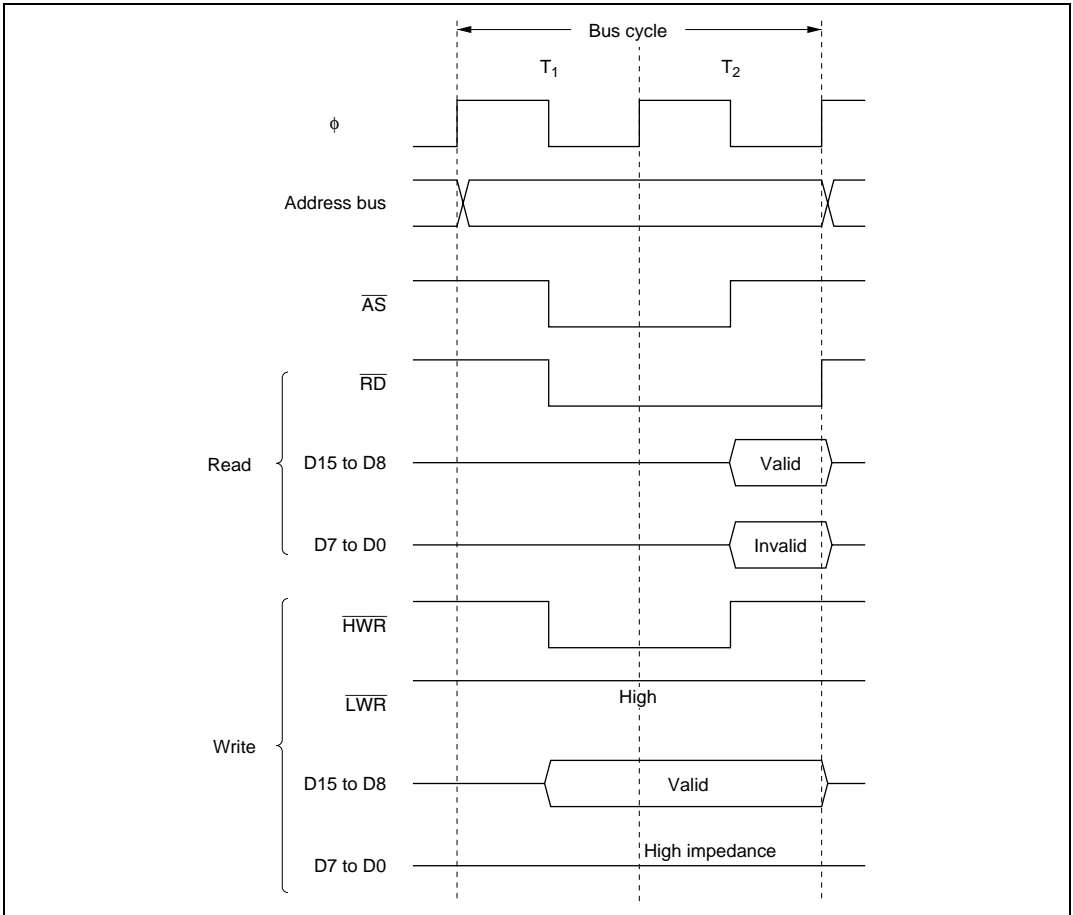 Bus cycle
T1 T2
φ
Address bus
AS
RD
Read
D15 to D8 Valid
D7 to D0 Invalid
HWR
LWR High
Write
D15 to D8 Valid
D7 to D0 High impedance